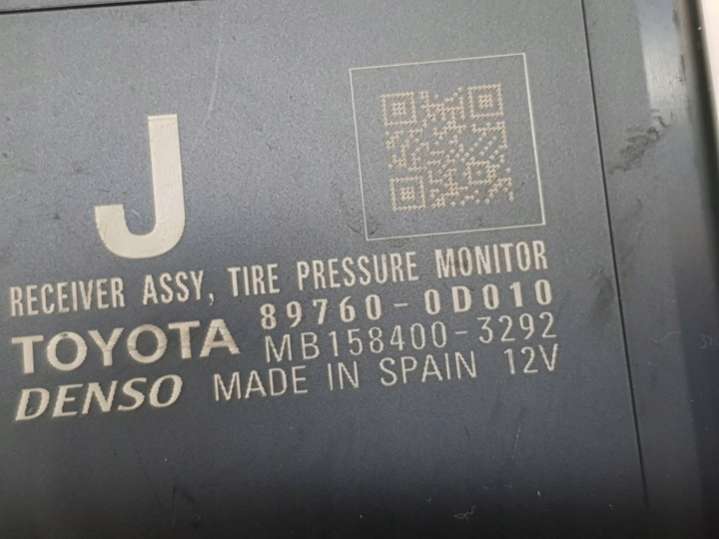 J
RECEIVER ASSY, TIRE PRESSURE MONITOR
TOYOTA 89760-0D010
MB158400-3292
DENSO MADE IN SPAIN 12V